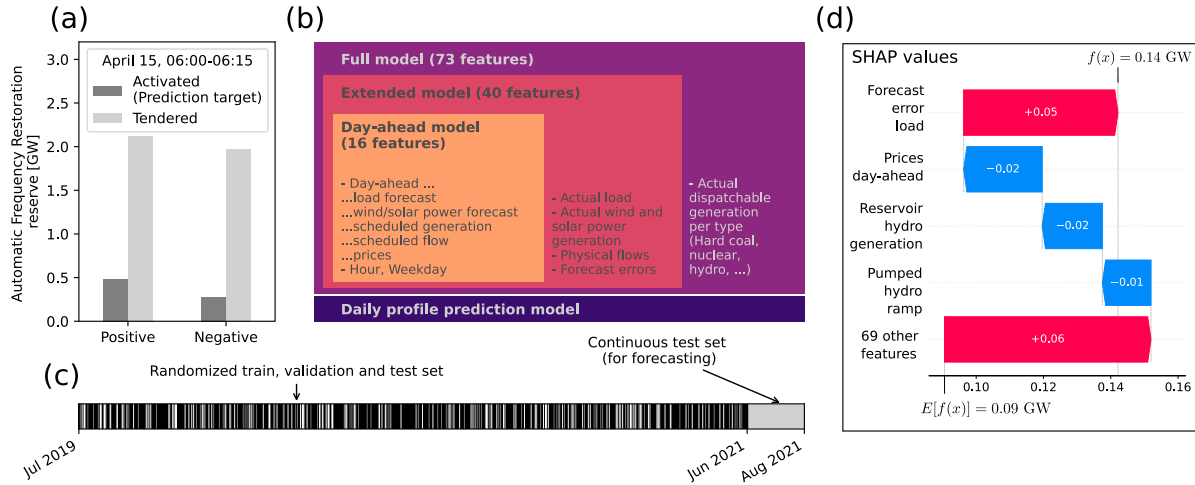 (a)
April 15, 06:00-06:15
Activated
(Prediction target)
Tendered
Automatic Frequency Restoration
reserve [GW]
3.0
2.5
2.0
1.5
1.0
0.5
0.0
Positive
Negative
(b)
Full model (73 features)
Extended model (40 features)
Day-ahead model
(16 features)
- Day-ahead ...
...load forecast
...wind/solar power forecast
...scheduled generation
...scheduled flow
...prices
- Hour, Weekday
- Actual load
- Actual wind and
solar power
generation
- Physical flows
- Forecast errors
- Actual
dispatchable
generation
per type
(Hard coal,
nuclear,
hydro, ...)
Daily profile prediction model
(c)
Randomized train, validation and test set
Continuous test set
(for forecasting)
Jul 2019
Jun 2021
Aug 2021
(d)
SHAP values
f(x) = 0.14 GW
Forecast
error
load
+0.05
Prices
day-ahead
−0.02
Reservoir
hydro
generation
−0.02
Pumped
hydro
ramp
−0.01
69 other
features
+0.06
0.10
0.12
0.14
0.16
E[f(x)] = 0.09 GW